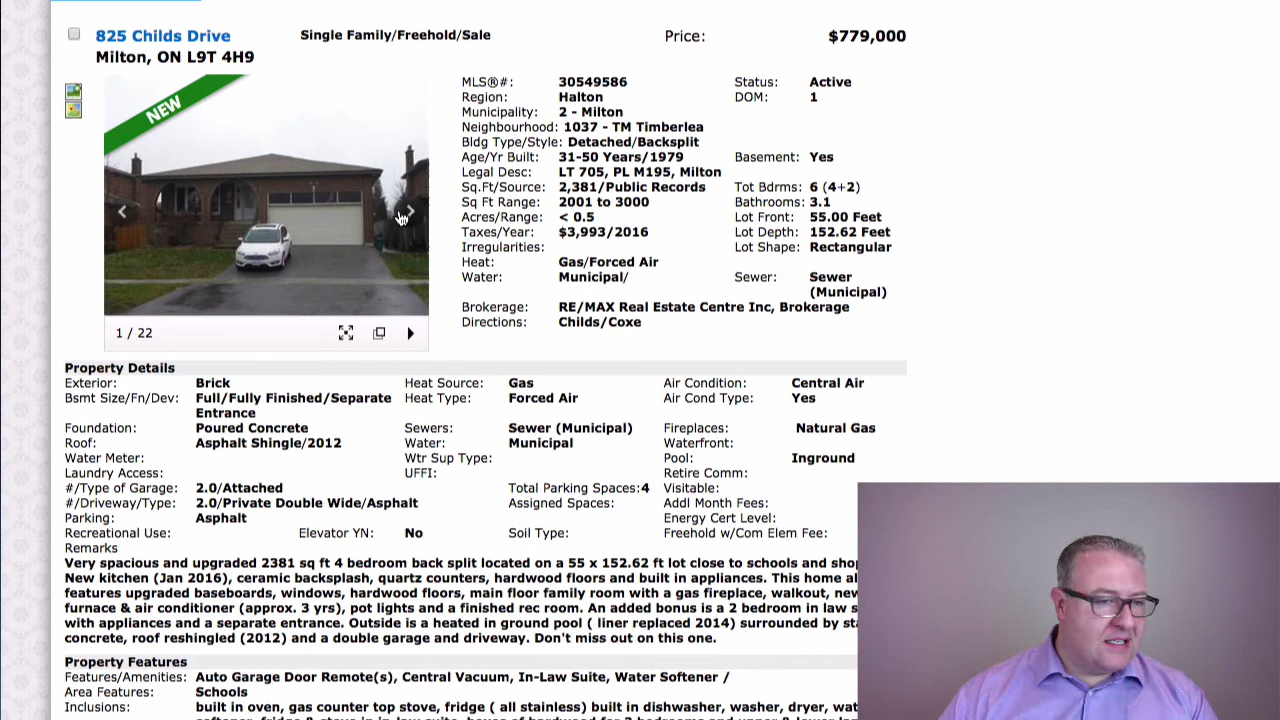 825 Childs Drive Single Family/Freehold/Sale Price: $779,000
Milton, ON L9T 4H9
NEW
1 / 22
MLS®#: 30549586 Status: Active
Region: Halton DOM: 1
Municipality: 2 - Milton
Neighbourhood: 1037 - TM Timberlea
Bldg Type/Style: Detached/Backsplit
Age/Yr Built: 31-50 Years/1979 Basement: Yes
Legal Desc: LT 705, PL M195, Milton
Sq.Ft/Source: 2,381/Public Records Tot Bdrms: 6 (4+2)
Sq Ft Range: 2001 to 3000 Bathrooms: 3.1
Acres/Range: < 0.5 Lot Front: 55.00 Feet
Taxes/Year: $3,993/2016 Lot Depth: 152.62 Feet
Irregularities: Lot Shape: Rectangular
Heat: Gas/Forced Air
Water: Municipal/ Sewer: Sewer
(Municipal)
Brokerage: RE/MAX Real Estate Centre Inc, Brokerage
Directions: Childs/Coxe
Property Details
Exterior: Brick Heat Source: Gas Air Condition: Central Air
Bsmt Size/Fn/Dev: Full/Fully Finished/Separate Heat Type: Forced Air Air Cond Type: Yes
Entrance
Foundation: Poured Concrete Sewers: Sewer (Municipal) Fireplaces: Natural Gas
Roof: Asphalt Shingle/2012 Water: Municipal Waterfront:
Water Meter: Wtr Sup Type: Pool: Inground
Laundry Access: UFFI: Retire Comm:
#/Type of Garage: 2.0/Attached Total Parking Spaces:4 Visitable:
#/Driveway/Type: 2.0/Private Double Wide/Asphalt Assigned Spaces: Addl Month Fees:
Parking: Asphalt Energy Cert Level:
Recreational Use: Elevator YN: No Soil Type: Freehold w/Com Elem Fee:
Remarks
Very spacious and upgraded 2381 sq ft 4 bedroom back split located on a 55 x 152.62 ft lot close to schools and shop
New kitchen (Jan 2016), ceramic backsplash, quartz counters, hardwood floors and built in appliances. This home al
features upgraded baseboards, windows, hardwood floors, main floor family room with a gas fireplace, walkout, new
furnace & air conditioner (approx. 3 yrs), pot lights and a finished rec room. An added bonus is a 2 bedroom in law s
with appliances and a separate entrance. Outside is a heated in ground pool ( liner replaced 2014) surrounded by sta
concrete, roof reshingled (2012) and a double garage and driveway. Don't miss out on this one.
Property Features
Features/Amenities: Auto Garage Door Remote(s), Central Vacuum, In-Law Suite, Water Softener /
Area Features: Schools
Inclusions: built in oven, gas counter top stove, fridge ( all stainless) built in dishwasher, washer, dryer, wat